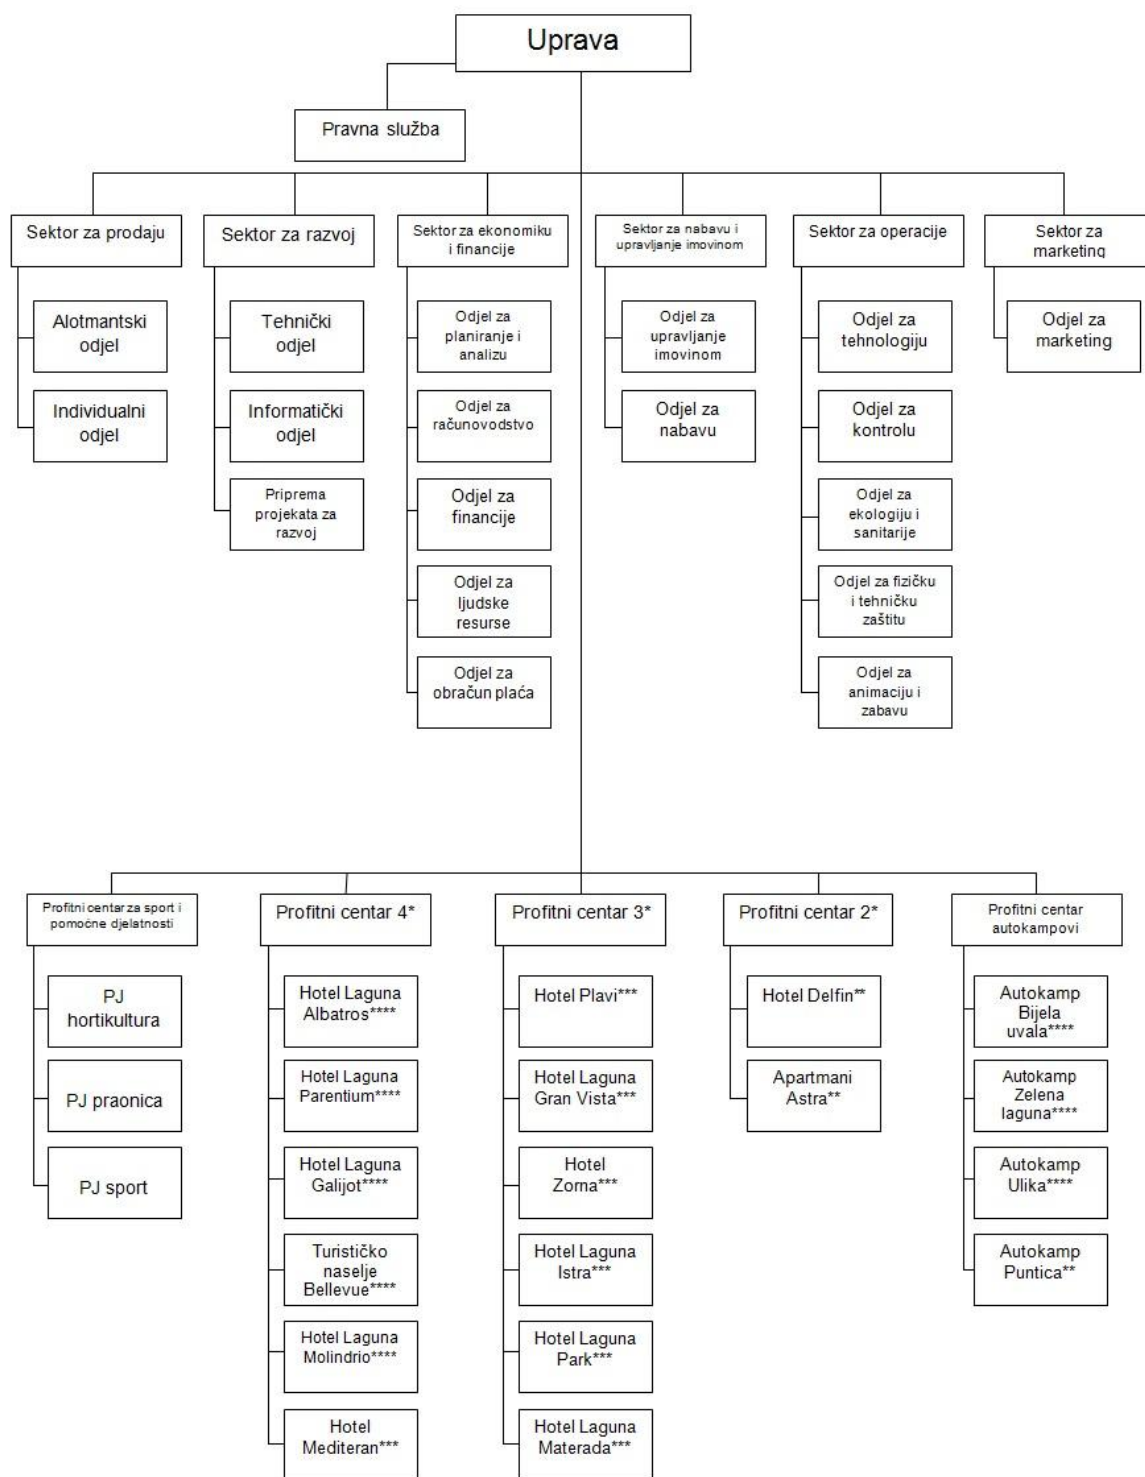 Uprava
Pravna služba
Sektor za prodaju
Sektor za razvoj
Sektor za ekonomiku
i financije
Sektor za nabavu i
upravljanje imovinom
Sektor za operacije
Sektor za
marketing
Alotmantski
odjel
Tehnički
odjel
Odjel za
planiranje i
analizu
Odjel za
upravljanje
imovinom
Odjel za
tehnologiju
Odjel za
marketing
Individualni
odjel
Informatički
odjel
Odjel za
računovodstvo
Odjel za
nabavu
Odjel za
kontrolu
Priprema
projekata za
razvoj
Odjel za
financije
Odjel za
ekologiju i
sanitarije
Odjel za
ljudske
resurse
Odjel za fizičku
i tehničku
zaštitu
Odjel za
obračun plaća
Odjel za
animaciju i
zabavu
Profitni centar za sport i
pomoćne djelatnosti
Profitni centar 4*
Profitni centar 3*
Profitni centar 2*
Profitni centar
autokampovi
PJ
hortikultura
Hotel Laguna
Albatros****
Hotel Plavi***
Hotel Delfin**
Autokamp
Bijela
uvala****
PJ praonica
Hotel Laguna
Parentium****
Hotel Laguna
Gran Vista***
Apartmani
Astra**
Autokamp
Zelena
laguna****
PJ sport
Hotel Laguna
Galijot****
Hotel
Zorna***
Autokamp
Ulika****
Turističko
naselje
Bellevue****
Hotel Laguna
Istra***
Autokamp
Puntica**
Hotel Laguna
Molindrio****
Hotel Laguna
Park***
Hotel
Mediteran***
Hotel Laguna
Materada***